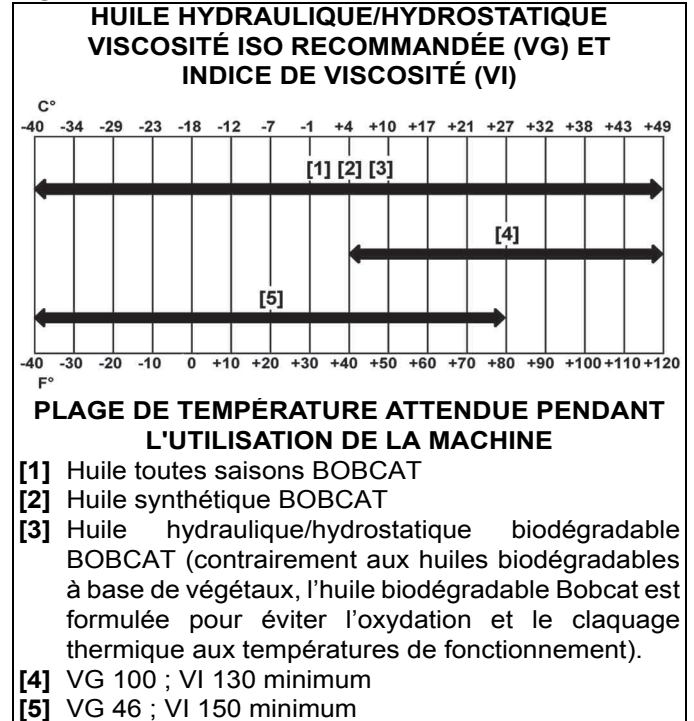 HUILE HYDRAULIQUE/HYDROSTATIQUE
VISCOSITÉ ISO RECOMMANDÉE (VG) ET
INDICE DE VISCOSITÉ (VI)
C°
-40 -34 -29 -23 -18 -12 -7 -1 +4 +10 +17 +21 +27 +32 +38 +43 +49
[1] [2] [3]
[4]
[5]
-40 -30 -20 -10 0 +10 +20 +30 +40 +50 +60 +70 +80 +90 +100 +110 +120
F°
PLAGE DE TEMPÉRATURE ATTENDUE PENDANT
L'UTILISATION DE LA MACHINE
[1] Huile toutes saisons BOBCAT
[2] Huile synthétique BOBCAT
[3] Huile hydraulique/hydrostatique biodégradable
BOBCAT (contrairement aux huiles biodégradables
à base de végétaux, l’huile biodégradable Bobcat est
formulée pour éviter l’oxydation et le claquage
thermique aux températures de fonctionnement).
[4] VG 100 ; VI 130 minimum
[5] VG 46 ; VI 150 minimum